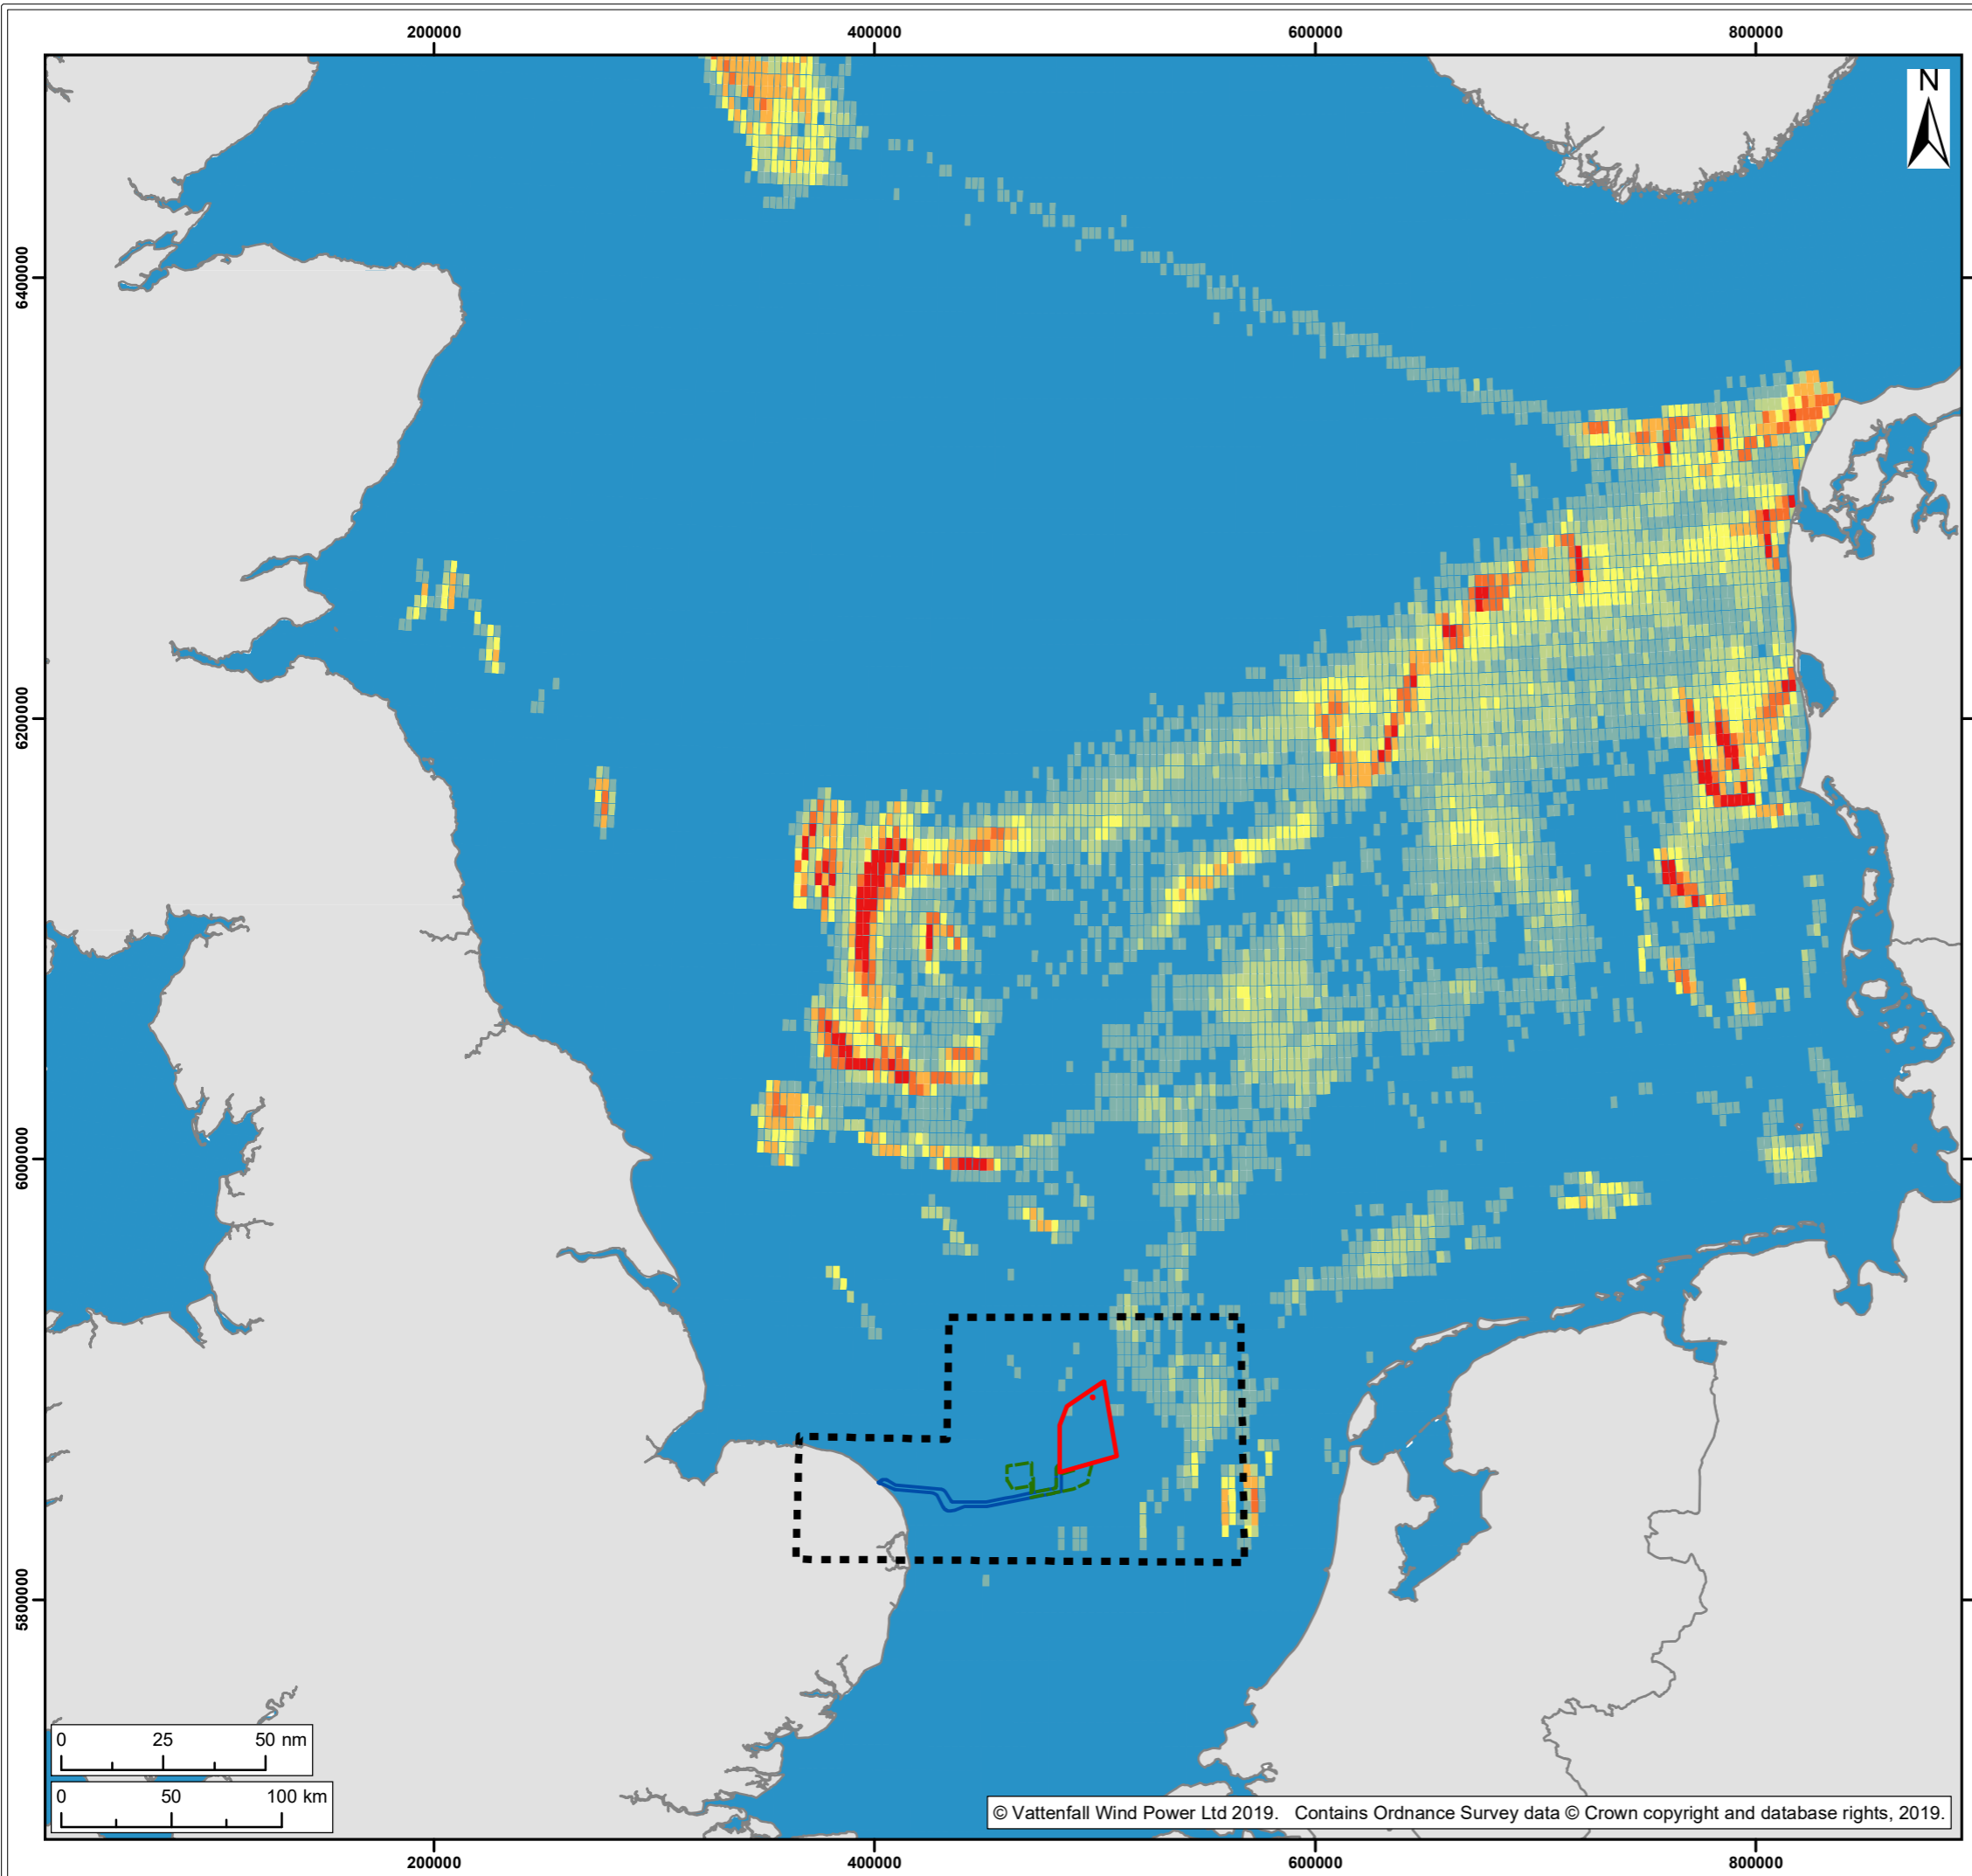 200000 400000 600000 800000
N
6400000
6200000
6000000
5800000
0 25 50 nm
0 50 100 km
© Vattenfall Wind Power Ltd 2019. Contains Ordnance Survey data © Crown copyright and database rights, 2019.
200000 400000 600000 800000